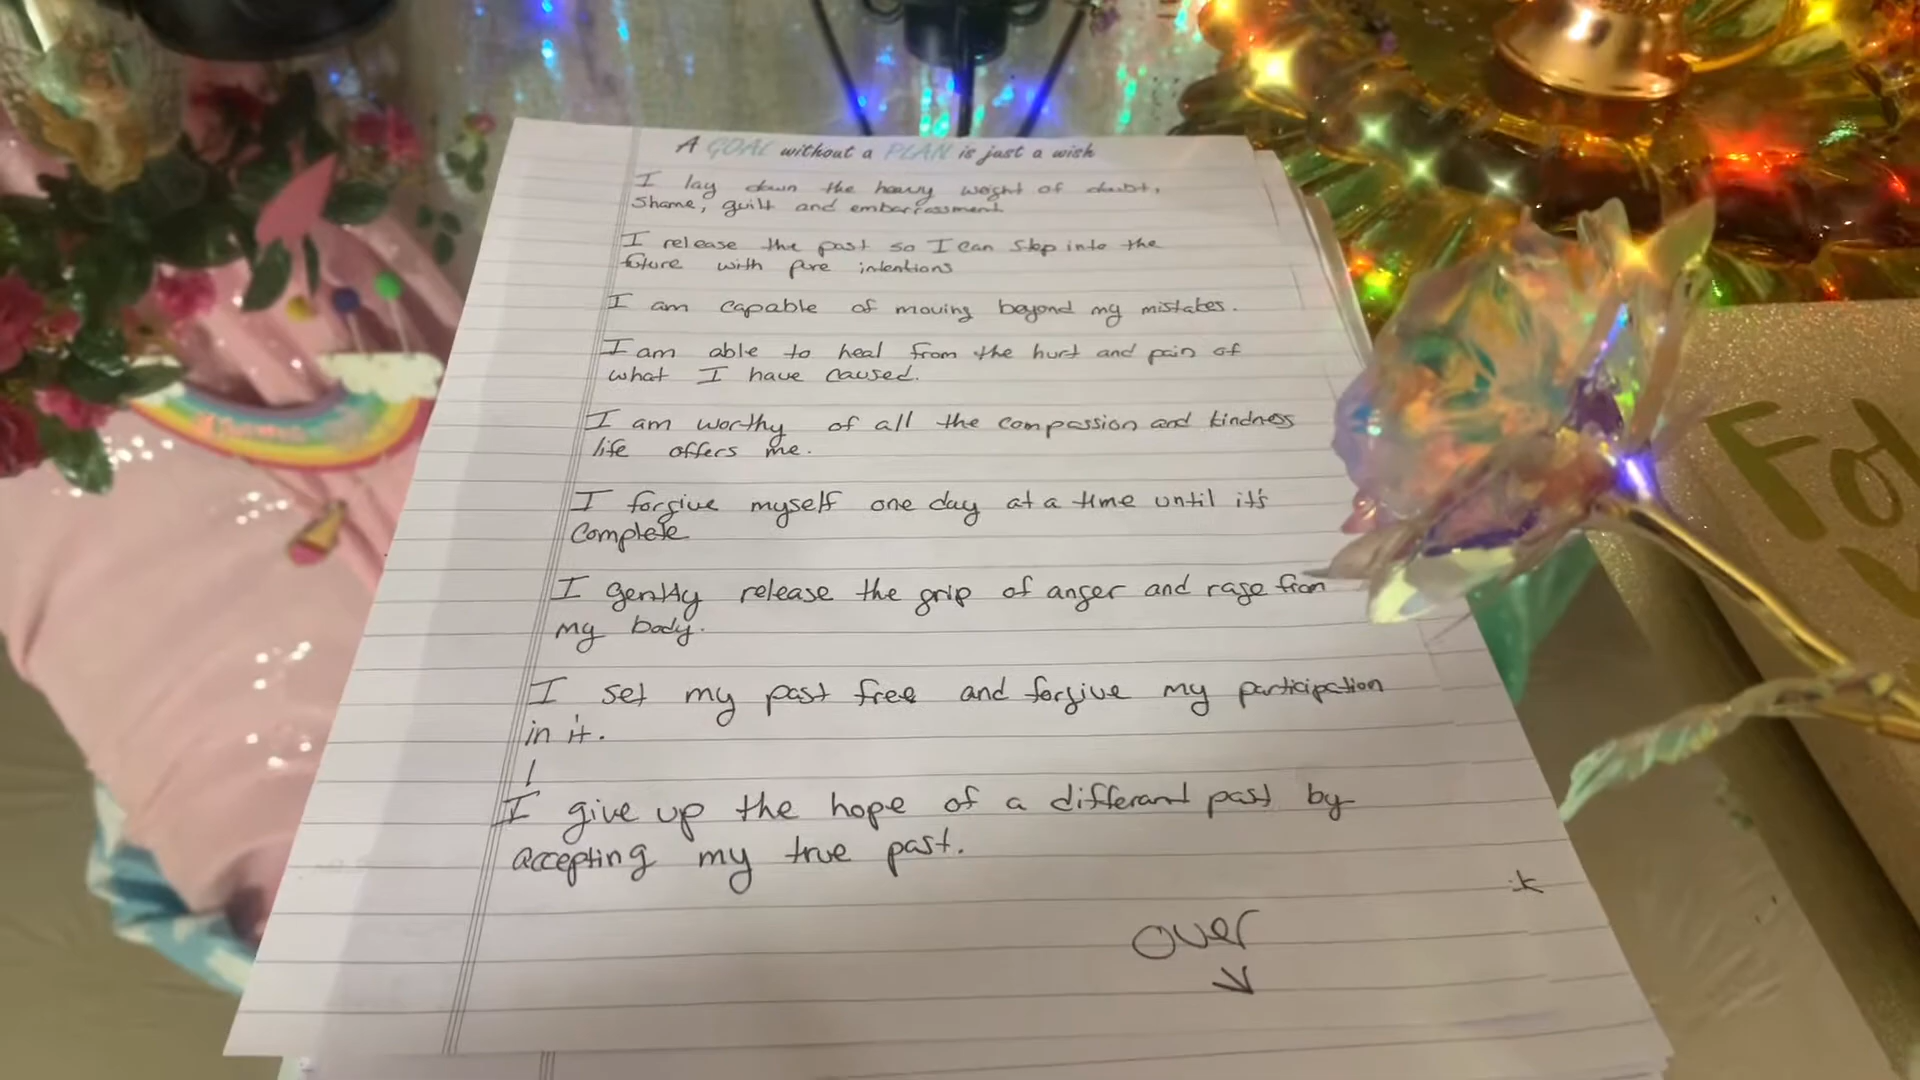 A GOAL without a PLAN is just a wish
I lay down the heavy weight of doubt,
Shame, guilt and embarrassment
I release the past so I can step into the
future with pure intentions
I am capable of moving beyond my mistakes.
I am able to heal from the hurt and pain of
what I have caused.
I am worthy of all the compassion and kindness
life offers me.
I forgive myself one day at a time until it's
Complete
I gently release the grip of anger and rage from
my body.
I set my past free and forgive my participation
in it.
I give up the hope of a differant past by
accepting my true past.
over
Fol